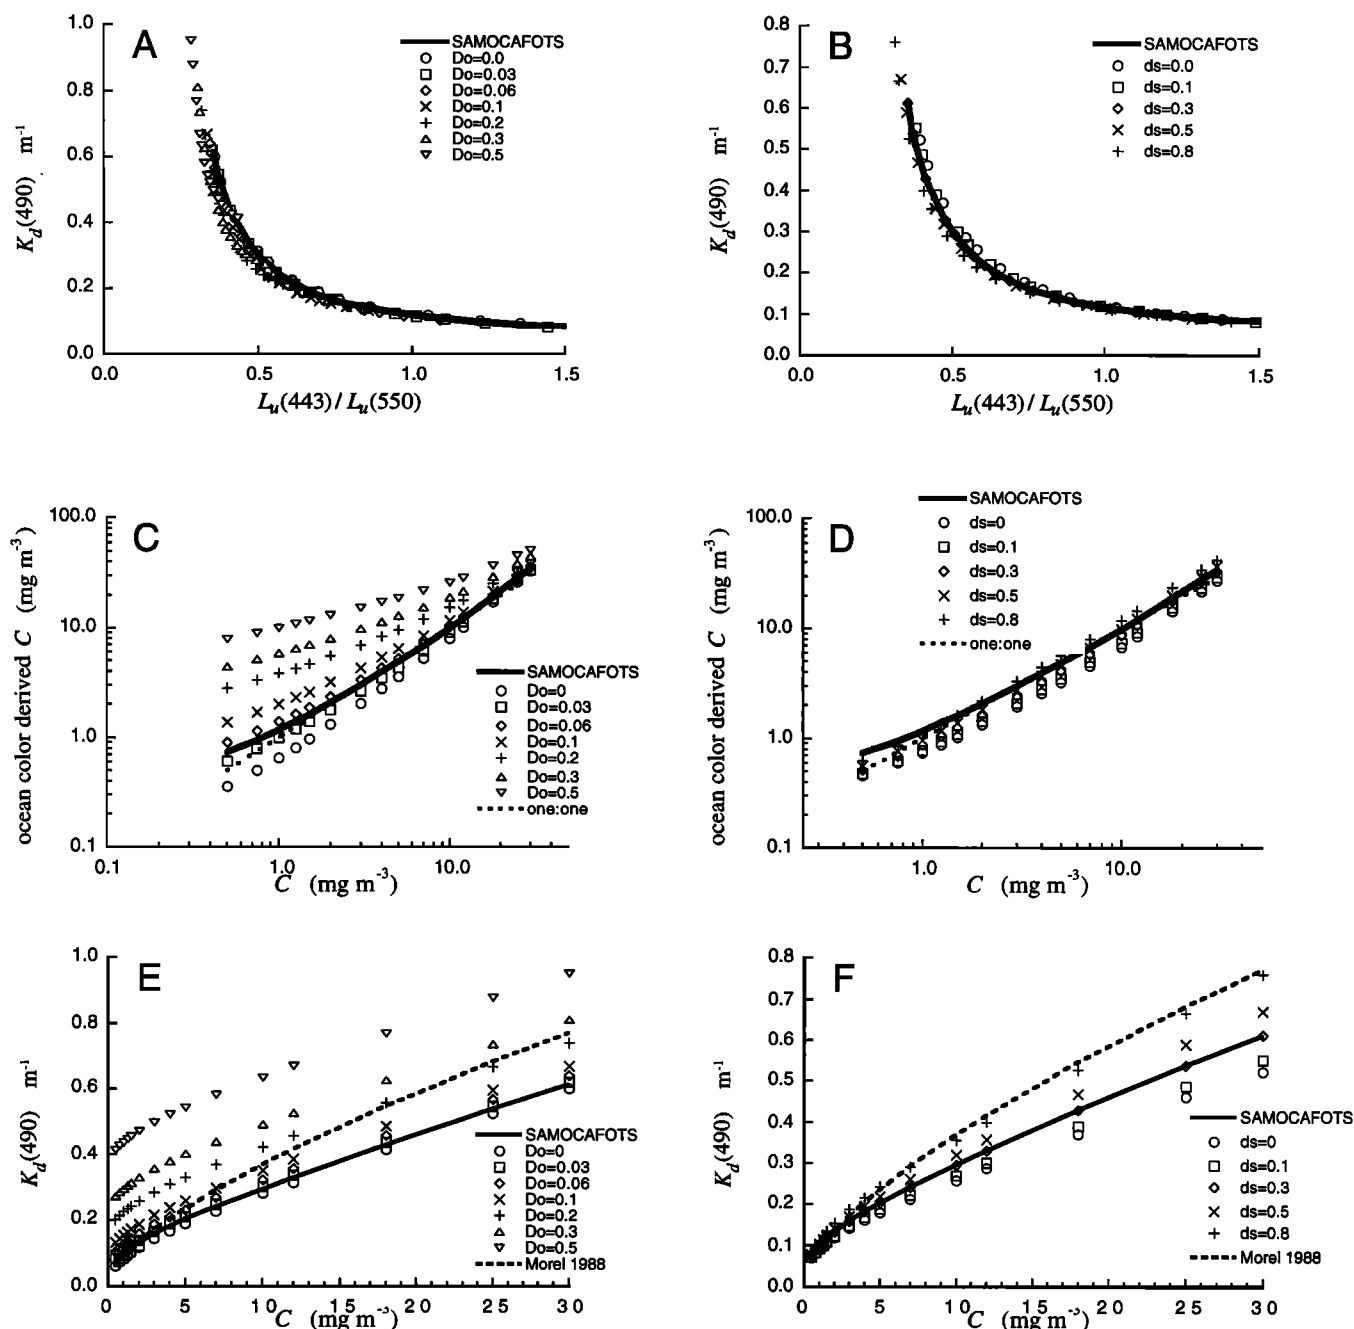 A
1.0
0.8
0.6
0.4
0.2
0.0
K_d(490) m⁻¹
SAMOCAFOTS
Do=0.0
Do=0.03
Do=0.06
Do=0.1
Do=0.2
Do=0.3
Do=0.5
0.0 0.5 1.0 1.5
L_u(443) / L_u(550)
B
0.8
0.7
0.6
0.5
0.4
0.3
0.2
0.1
0.0
K_d(490) m⁻¹
SAMOCAFOTS
ds=0.0
ds=0.1
ds=0.3
ds=0.5
ds=0.8
0.0 0.5 1.0 1.5
L_u(443) / L_u(550)
C
100.0
10.0
1.0
0.1
ocean color derived C (mg m⁻³)
SAMOCAFOTS
Do=0
Do=0.03
Do=0.06
Do=0.1
Do=0.2
Do=0.3
Do=0.5
one:one
0.1 1.0 10.0
C (mg m⁻³)
D
100.0
10.0
1.0
0.1
ocean color derived C (mg m⁻³)
SAMOCAFOTS
ds=0
ds=0.1
ds=0.3
ds=0.5
ds=0.8
one:one
1.0 10.0
C (mg m⁻³)
E
1.0
0.8
0.6
0.4
0.2
0.0
K_d(490) m⁻¹
SAMOCAFOTS
Do=0
Do=0.03
Do=0.06
Do=0.1
Do=0.2
Do=0.3
Do=0.5
Morel 1988
0 5 10 15 20 25 30
C (mg m⁻³)
F
0.8
0.7
0.6
0.5
0.4
0.3
0.2
0.1
0.0
K_d(490) m⁻¹
SAMOCAFOTS
ds=0
ds=0.1
ds=0.3
ds=0.5
ds=0.8
Morel 1988
0 5 10 15 20 25 30
C (mg m⁻³)